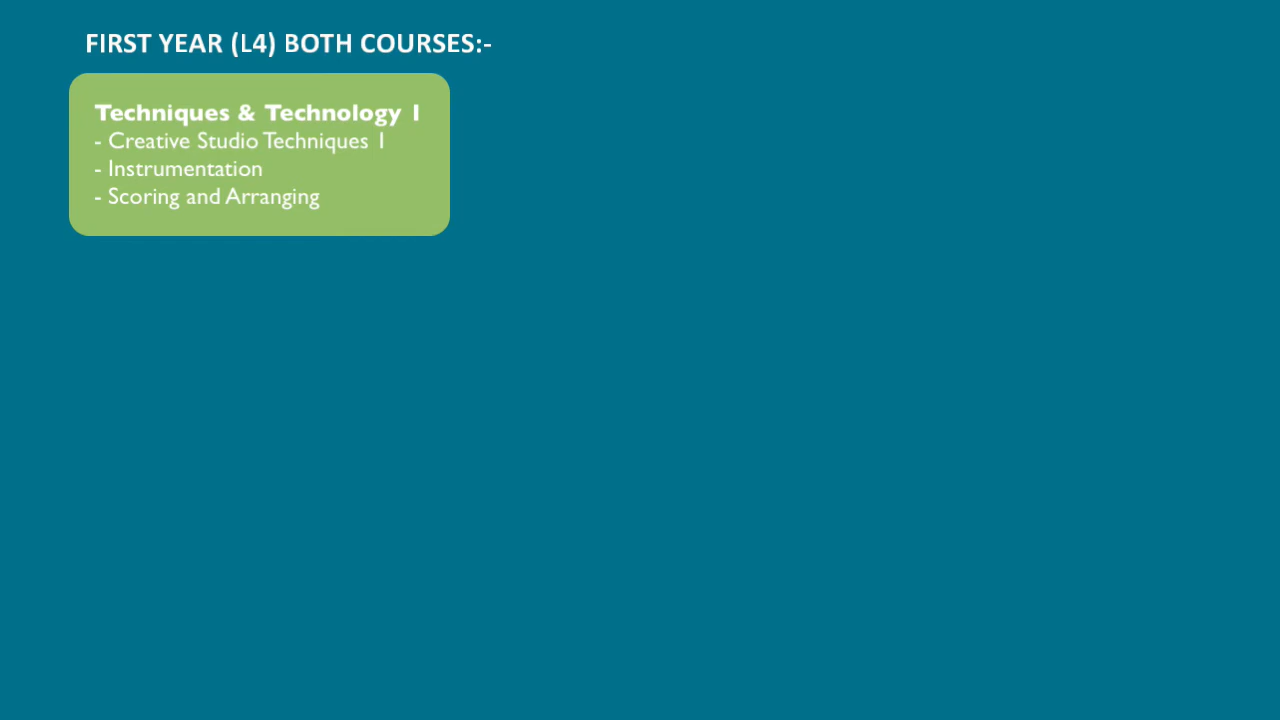 FIRST YEAR (L4) BOTH COURSES:-
Techniques & Technology 1
- Creative Studio Techniques 1
- Instrumentation
- Scoring and Arranging